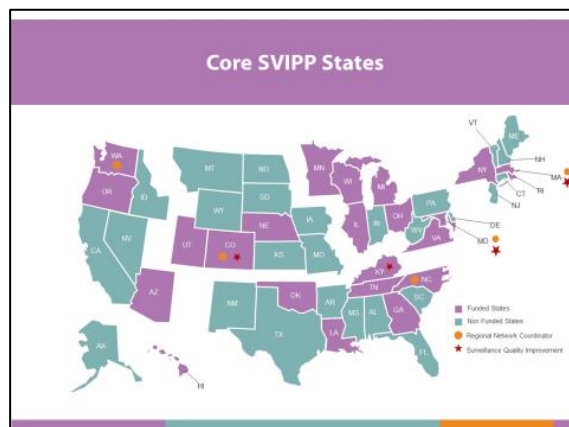 Core SVIPP States
WA
OR
CA
NV
ID
MT
WY
UT
AZ
CO
NM
ND
SD
NE
KS
OK
TX
MN
IA
MO
AR
LA
WI
IL
IN
MI
OH
KY
TN
MS
AL
GA
FL
SC
NC
VA
WV
PA
NY
VT
ME
NH
MA
RI
CT
NJ
DE
MD
AK
HI
Funded States
Non Funded States
Regional Network Coordinator
Surveillance Quality Improvement